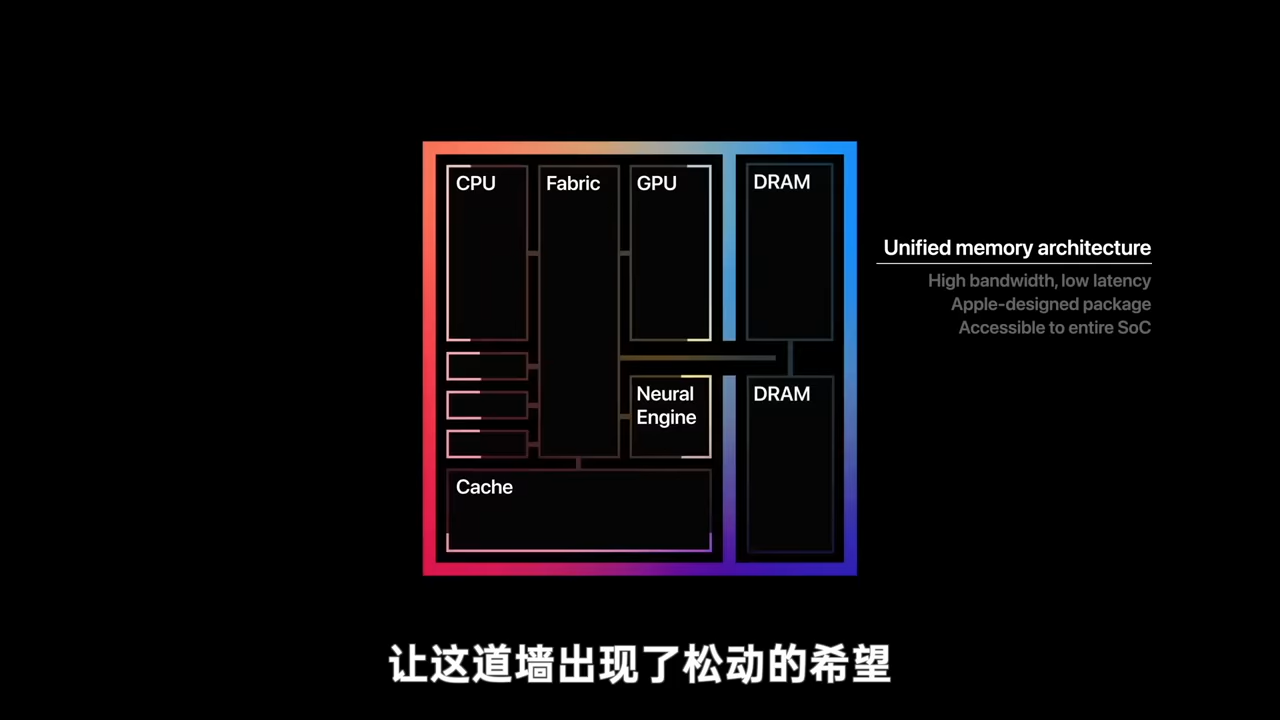 CPU
Fabric
GPU
DRAM
Unified memory architecture
High bandwidth, low latency
Apple-designed package
Accessible to entire SoC
Neural
Engine
DRAM
Cache
让这道墙出现了松动的希望